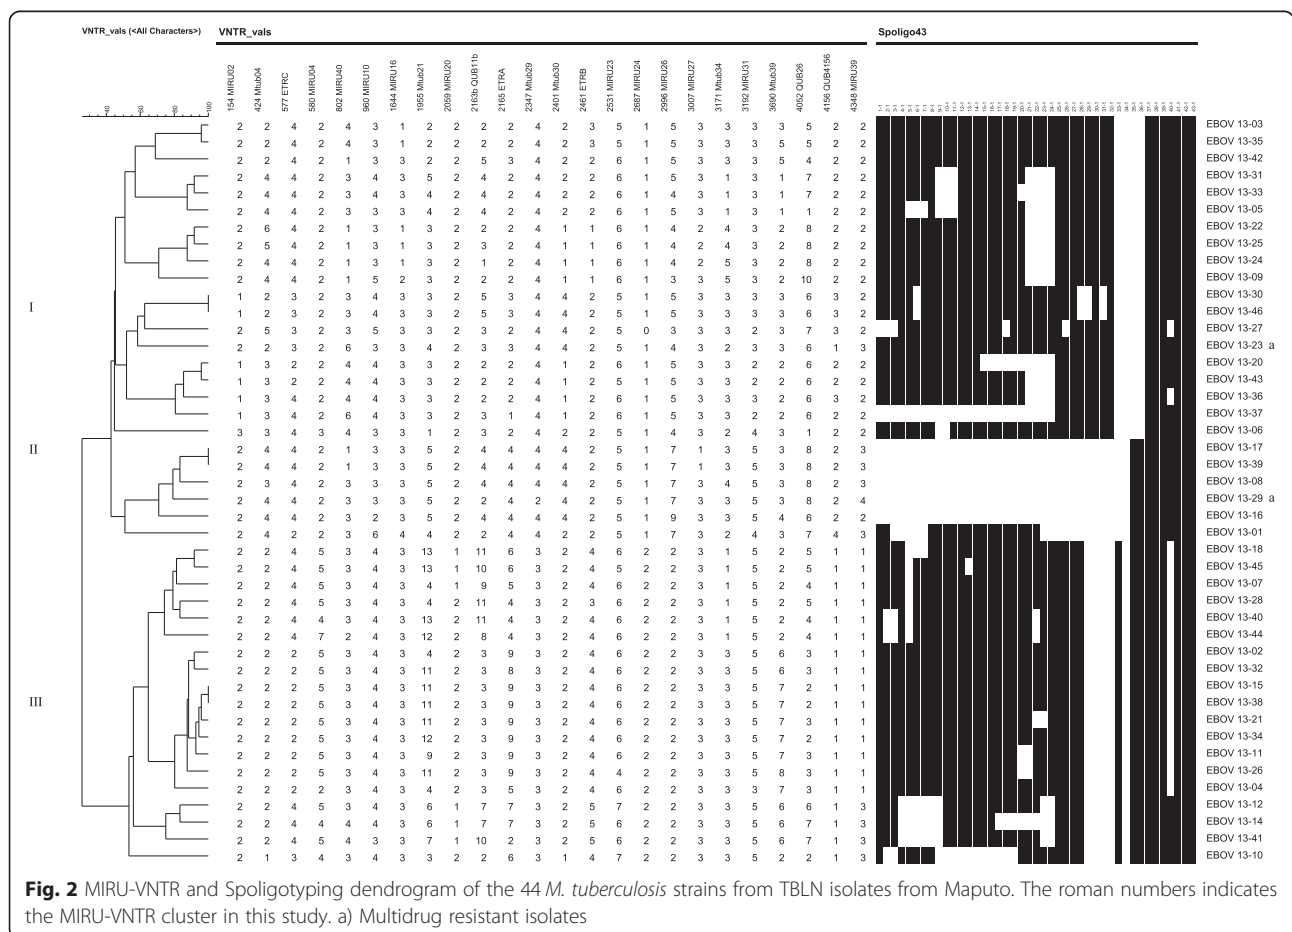 VNTR_vals (<All Characters>) VNTR_vals Spoligo43
40 60 80 100 154 MIRU02 424 Mtub04 577 ETRC 580 MIRU04 802 MIRU40 960 MIRU10 1644 MIRU16 1955 Mtub21 2059 MIRU20 2163b QUB11b 2165 ETRA 2347 Mtub29 2401 Mtub30 2461 ETRB 2531 MIRU23 2687 MIRU24 2996 MIRU26 3007 MIRU27 3171 Mtub34 3192 MIRU31 3690 Mtub39 4052 QUB26 4156 QUB4156 4348 MIRU39
2 2 4 2 4 3 1 2 2 2 2 4 2 3 5 1 5 3 3 3 3 5 2 2 EBOV 13-03
2 2 4 2 4 3 1 2 2 2 2 4 2 3 5 1 5 3 3 3 5 5 2 2 EBOV 13-35
2 2 4 2 1 3 3 2 2 5 3 4 2 2 6 1 5 3 3 3 5 4 2 2 EBOV 13-42
2 4 4 2 3 4 3 5 2 4 2 4 2 2 6 1 5 3 1 3 1 7 2 2 EBOV 13-31
2 4 4 2 3 4 3 4 2 4 2 4 2 2 6 1 4 3 1 3 1 7 2 2 EBOV 13-33
2 4 4 2 3 3 3 4 2 4 2 4 2 2 6 1 5 3 1 3 1 1 2 2 EBOV 13-05
2 6 4 2 1 3 1 3 2 2 2 4 1 1 6 1 4 2 4 3 2 8 2 2 EBOV 13-22
2 5 4 2 1 3 1 3 2 3 2 4 1 1 6 1 4 2 4 3 2 8 2 2 EBOV 13-25
2 4 4 2 1 3 1 3 2 1 2 4 1 1 6 1 4 2 5 3 2 8 2 2 EBOV 13-24
2 4 4 2 1 5 2 3 2 2 2 4 1 1 6 1 3 3 5 3 2 10 2 2 EBOV 13-09
I
1 2 3 2 3 4 3 3 2 5 3 4 4 2 5 1 5 3 3 3 3 6 3 2 EBOV 13-30
1 2 3 2 3 4 3 3 2 5 3 4 4 2 5 1 5 3 3 3 3 6 3 2 EBOV 13-46
2 5 3 2 3 5 3 3 2 3 2 4 4 2 5 0 3 3 3 2 3 7 3 2 EBOV 13-27
2 2 3 2 6 3 3 4 2 3 3 4 4 2 5 1 4 3 2 3 3 6 1 3 EBOV 13-23 a
1 3 2 2 4 4 3 3 2 2 2 4 1 2 6 1 5 3 3 2 2 6 2 2 EBOV 13-20
1 3 2 2 4 4 3 3 2 2 2 4 1 2 6 1 5 3 3 3 2 6 2 2 EBOV 13-43
1 3 4 2 3 4 3 3 2 2 2 4 1 2 6 1 5 3 3 3 2 6 3 2 EBOV 13-36
1 3 4 2 6 4 3 3 2 3 1 4 1 2 6 1 5 3 3 2 2 6 2 2 EBOV 13-37
3 3 4 3 4 3 3 1 2 3 2 4 2 2 5 1 4 3 2 4 3 1 2 2 EBOV 13-06
II
2 4 4 2 1 3 3 5 2 4 4 4 4 2 5 1 7 1 3 5 3 8 2 3 EBOV 13-17
2 4 4 2 3 3 3 5 2 4 4 4 4 2 5 1 7 1 3 5 3 8 2 3 EBOV 13-39
2 3 4 2 3 3 3 5 2 4 4 4 4 2 5 1 7 3 4 5 3 8 2 3 EBOV 13-08
2 4 4 2 3 3 3 5 2 2 4 2 4 2 5 1 7 3 3 5 3 8 2 4 EBOV 13-29 a
2 4 4 2 3 2 3 5 2 4 4 4 4 2 5 1 9 3 3 5 4 6 2 2 EBOV 13-16
2 4 2 2 3 6 4 4 2 2 4 4 4 2 5 1 7 3 2 4 3 7 4 3 EBOV 13-01
2 2 4 5 3 4 3 13 1 11 6 3 2 4 6 2 2 3 1 5 2 5 1 1 EBOV 13-18
2 2 4 5 3 4 3 13 1 10 6 3 2 4 6 2 2 3 1 5 2 5 1 1 EBOV 13-45
2 2 4 5 3 4 3 4 1 9 5 3 2 4 6 2 2 3 1 5 2 4 1 1 EBOV 13-07
2 2 4 5 3 4 3 4 2 11 4 3 2 3 6 2 2 3 1 5 2 5 1 1 EBOV 13-28
2 2 4 4 3 4 3 13 2 11 4 3 2 4 6 2 2 3 1 5 2 4 1 1 EBOV 13-40
2 2 4 7 2 4 3 12 2 8 4 3 2 4 6 2 2 3 1 5 2 4 1 1 EBOV 13-44
2 2 2 5 3 4 3 4 2 3 9 3 2 4 6 2 2 3 3 5 6 3 1 1 EBOV 13-02
2 2 2 5 3 4 3 11 2 3 8 3 2 4 6 2 2 3 3 5 6 3 1 1 EBOV 13-32
2 2 2 5 3 4 3 11 2 3 9 3 2 4 6 2 2 3 3 5 7 2 1 1 EBOV 13-15
III
2 2 2 5 3 4 3 11 2 3 9 3 2 4 6 2 2 3 3 5 7 2 1 1 EBOV 13-38
2 2 2 5 3 4 3 11 2 3 9 3 2 4 6 2 2 3 3 5 7 2 1 1 EBOV 13-21
2 2 2 5 3 4 3 12 2 3 9 3 2 4 6 2 2 3 3 5 7 2 1 1 EBOV 13-34
2 2 2 5 3 4 3 9 2 3 9 3 2 4 6 2 2 3 3 5 7 3 1 1 EBOV 13-11
2 2 2 5 3 4 3 11 2 3 9 3 2 4 4 2 2 3 3 5 8 3 1 1 EBOV 13-26
2 2 2 5 3 4 3 4 2 3 5 3 2 4 6 2 2 3 3 3 7 3 1 1 EBOV 13-04
2 2 4 5 3 4 3 6 1 7 7 3 2 5 7 2 2 3 3 5 6 6 1 3 EBOV 13-12
2 4 4 4 4 4 3 6 1 7 7 3 2 5 6 2 2 3 3 5 6 7 1 3 EBOV 13-14
2 2 4 5 4 3 3 7 1 10 2 3 2 5 6 2 2 3 3 5 6 7 1 3 EBOV 13-41
2 1 3 4 3 4 3 3 2 2 6 3 1 4 7 2 2 3 3 5 2 2 1 3 EBOV 13-10
Fig. 2 MIRU-VNTR and Spoligotyping dendrogram of the 44 M. tuberculosis strains from TBLN isolates from Maputo. The roman numbers indicates
the MIRU-VNTR cluster in this study. a) Multidrug resistant isolates